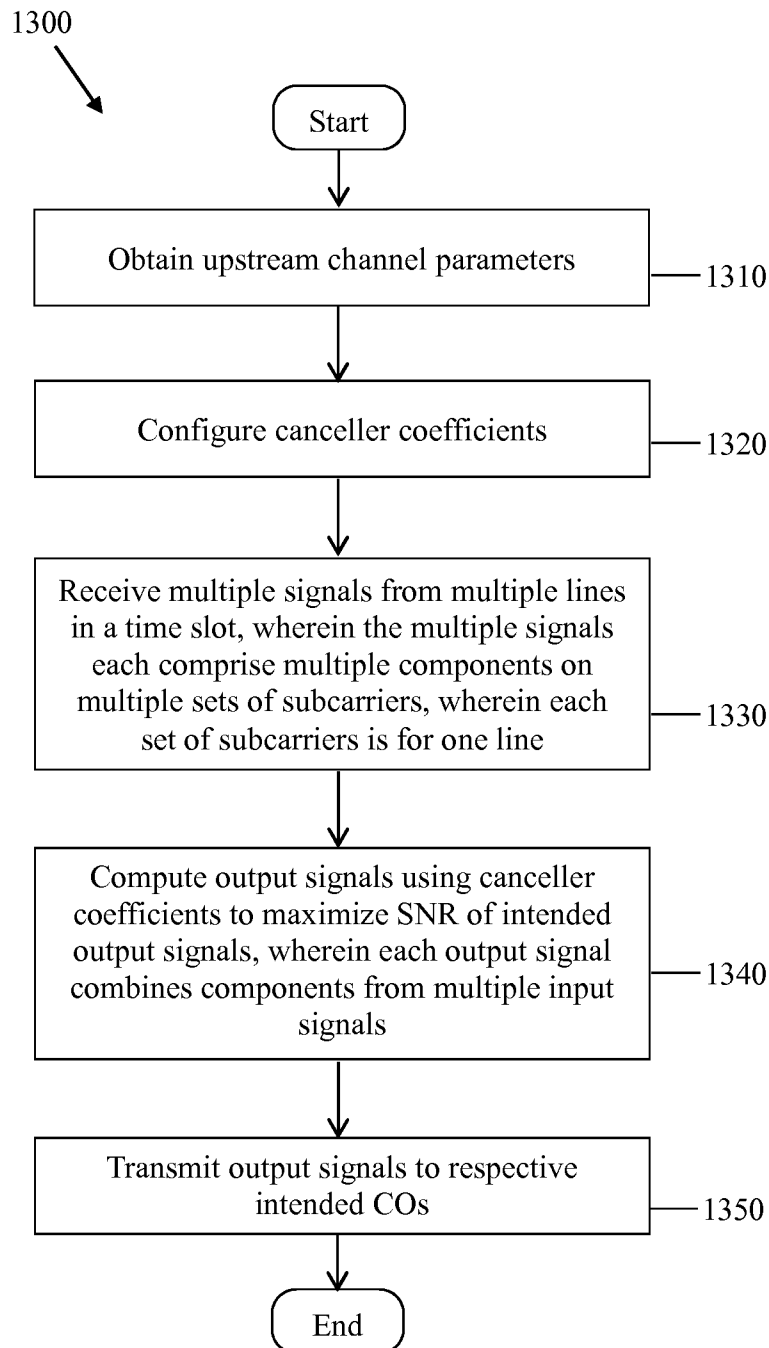 1300
Start
Obtain upstream channel parameters
1310
Configure canceller coefficients
1320
Receive multiple signals from multiple lines
in a time slot, wherein the multiple signals
each comprise multiple components on
multiple sets of subcarriers, wherein each
set of subcarriers is for one line
1330
Compute output signals using canceller
coefficients to maximize SNR of intended
output signals, wherein each output signal
combines components from multiple input
signals
1340
Transmit output signals to respective
intended COs
1350
End